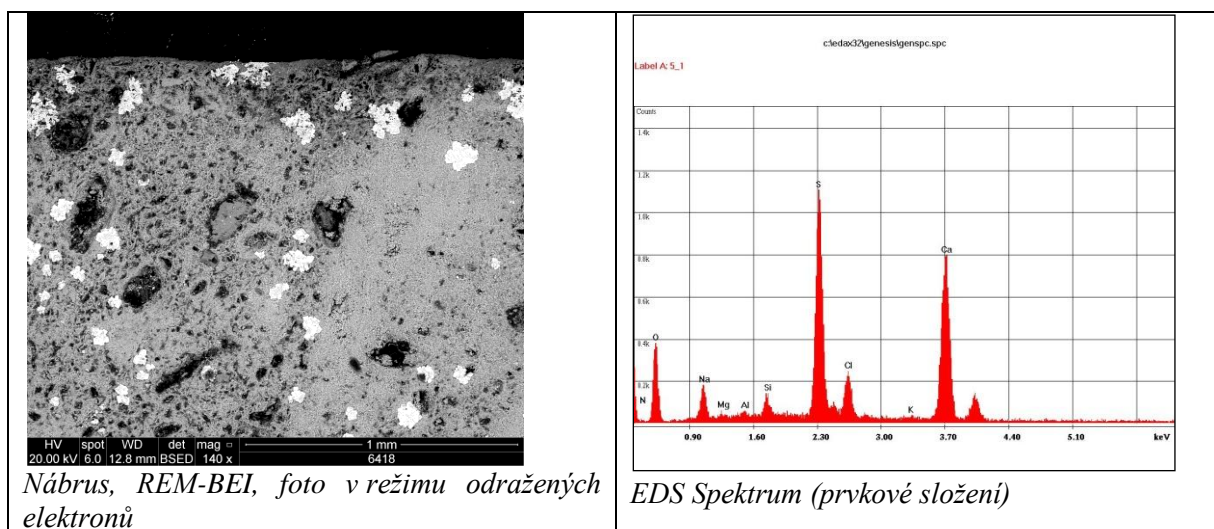 HV spot WD det mag □ 1 mm
20.00 kV 6.0 12.8 mm BSED 140 x 6418
Nábrus, REM-BEI, foto v režimu odražených
elektronů
c:\edax32\genesis\genspc.spc
Label A: 5_1
Counts
1.4k
1.2k
S
1.0k
Ca
0.8k
0.6k
O
0.4k
Cl
Na
0.2k
Si
N
Mg
Al
K
0.90 1.60 2.30 3.00 3.70 4.40 5.10 keV
EDS Spektrum (prvkové složení)